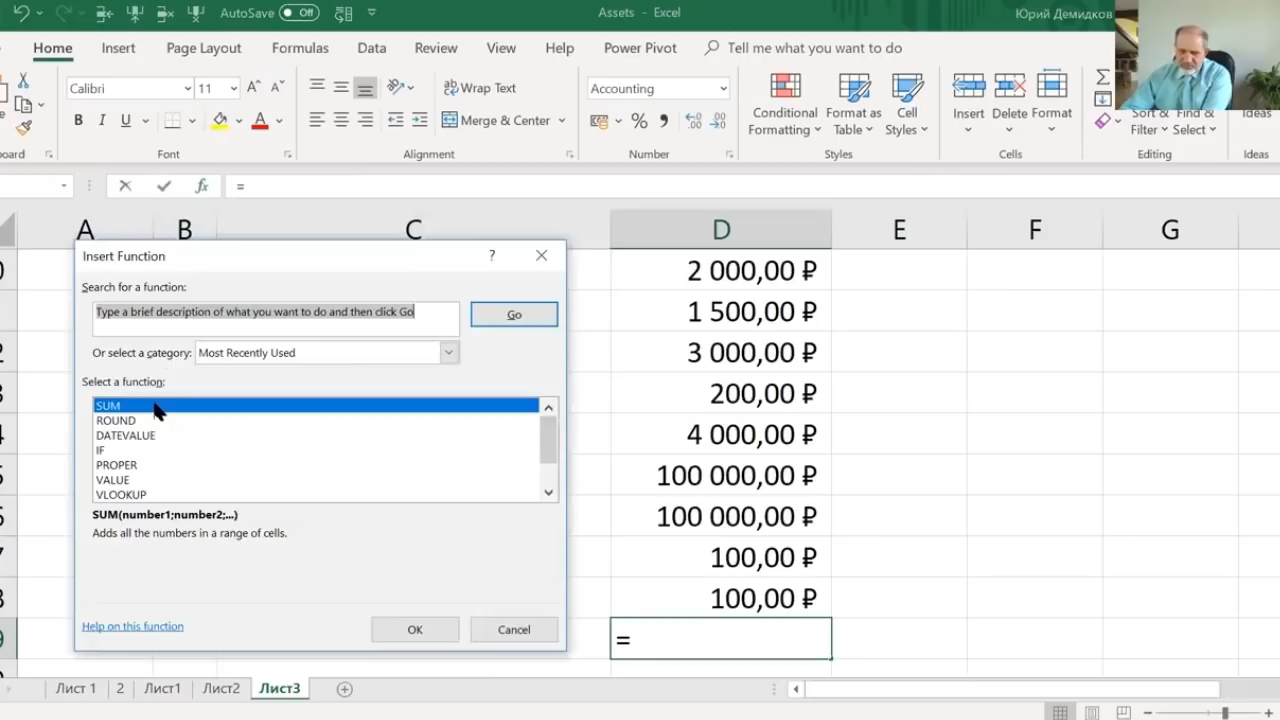 AutoSave Off
Assets - Excel
Юрий Демидков
Home Insert Page Layout Formulas Data Review View Help Power Pivot Tell me what you want to do
Calibri 11
Wrap Text
Accounting
B I U
A
Merge & Center
%
Conditional Formatting
Format as Table
Cell Styles
Insert Delete Format
Sort & Filter
Find & Select
Ideas
oard Font Alignment Number Styles Cells Editing Ideas
fx =
A B C D E F G
Insert Function
?
Search for a function:
Type a brief description of what you want to do and then click Go
Go
Or select a category: Most Recently Used
Select a function:
SUM
ROUND
DATEVALUE
IF
PROPER
VALUE
VLOOKUP
SUM(number1;number2;...)
Adds all the numbers in a range of cells.
Help on this function
OK
Cancel
2 000,00 ₽
1 500,00 ₽
3 000,00 ₽
200,00 ₽
4 000,00 ₽
100 000,00 ₽
100 000,00 ₽
100,00 ₽
100,00 ₽
=
Лист 1 2 Лист1 Лист2 Лист3